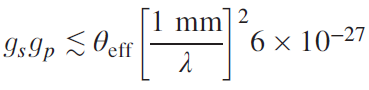 g_s g_p ≲ θ_eff [1 mm / λ]^2 6 × 10^−27